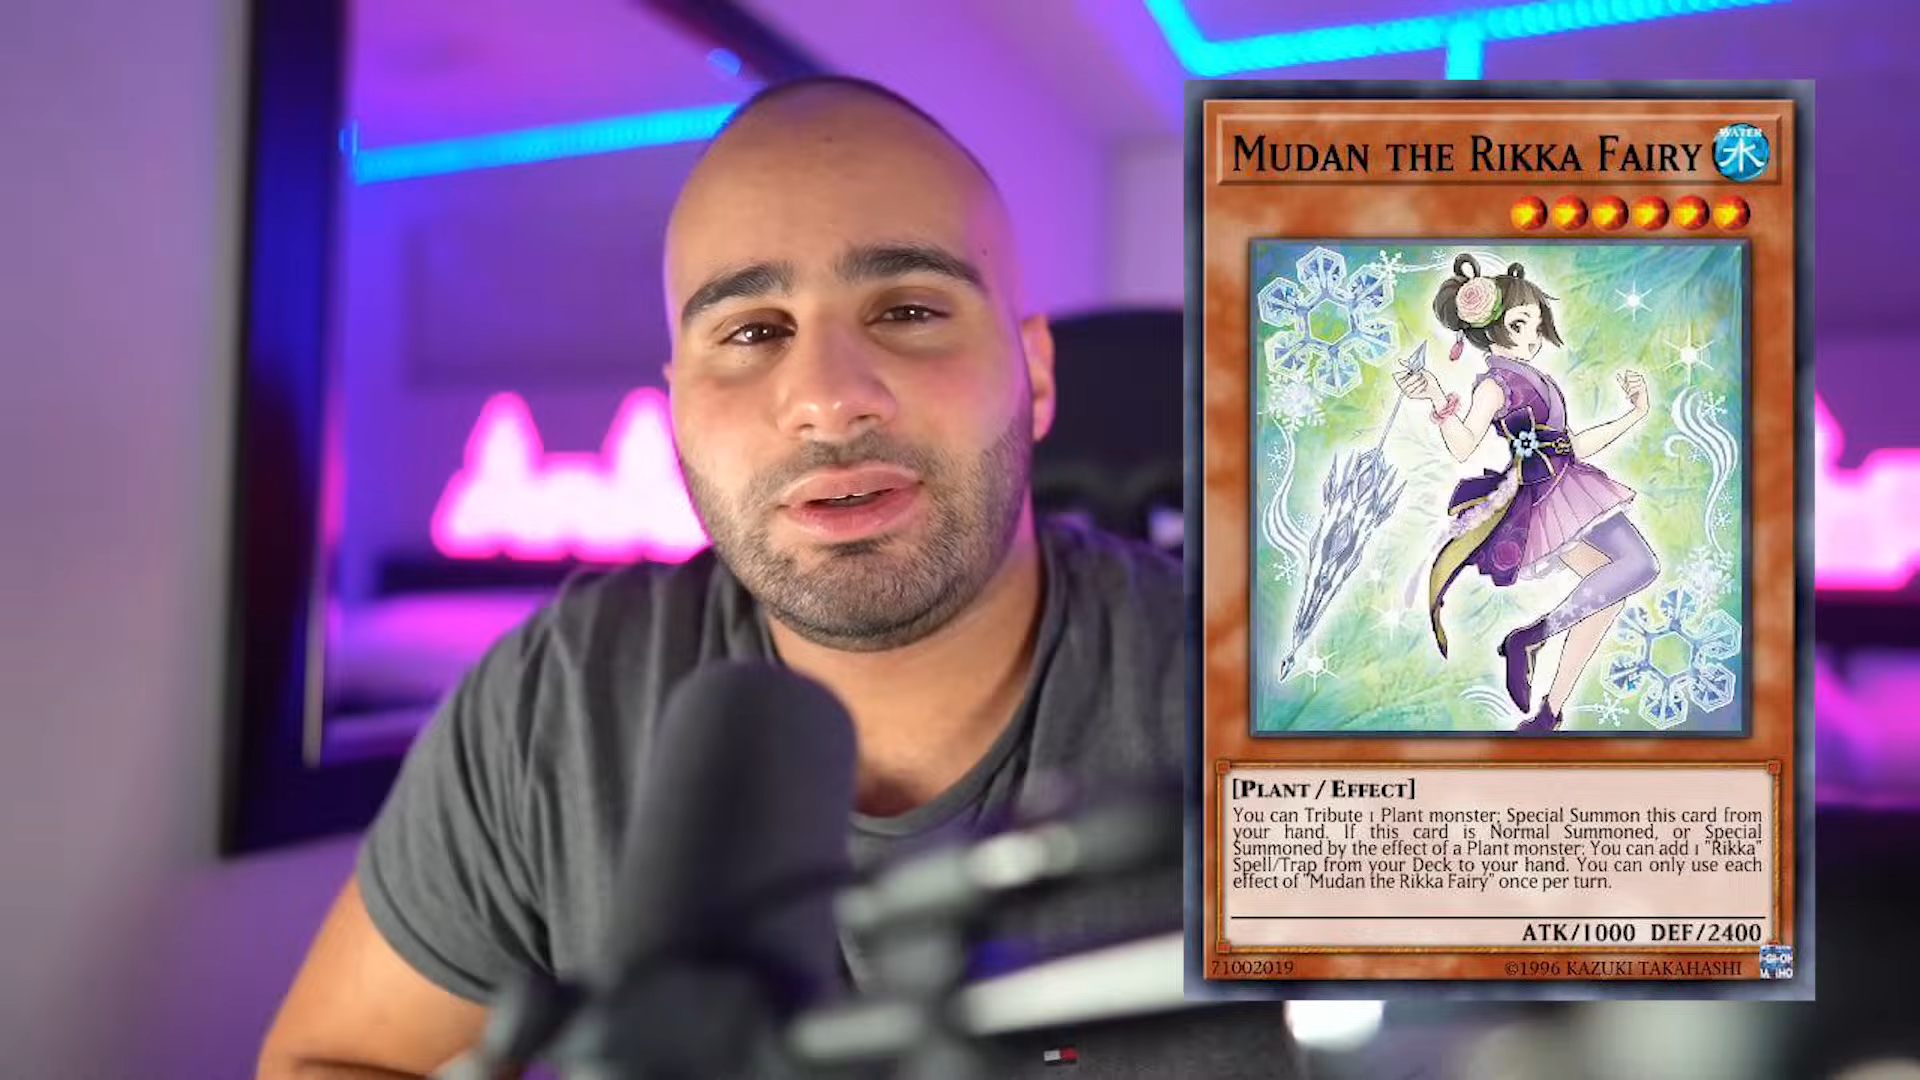 MUDAN THE RIKKA FAIRY
WATER
水
[PLANT / EFFECT]
You can Tribute 1 Plant monster; Special Summon this card from
your hand. If this card is Normal Summoned, or Special
Summoned by the effect of a Plant monster: You can add 1 "Rikka"
Spell/Trap from your Deck to your hand. You can only use each
effect of "Mudan the Rikka Fairy" once per turn.
ATK/1000 DEF/2400
71002019
©1996 KAZUKI TAKAHASHI